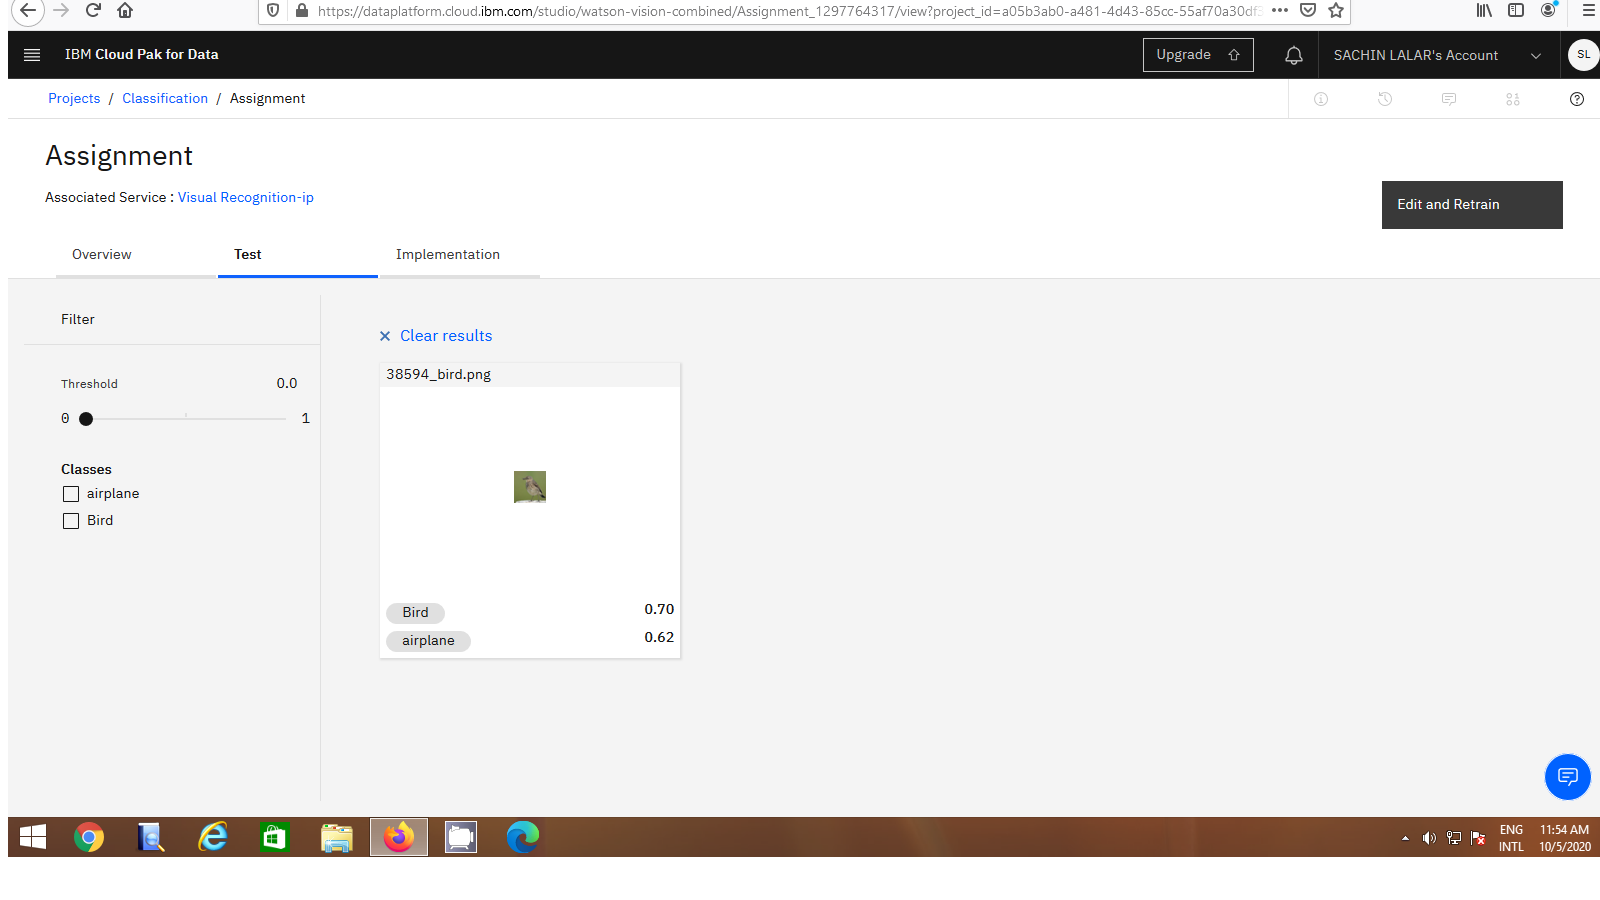 https://dataplatform.cloud.ibm.com/studio/watson-vision-combined/Assignment_1297764317/view?project_id=a05b3ab0-a481-4d43-85cc-55af70a30df
IBM Cloud Pak for Data
Upgrade
SACHIN LALAR's Account
SL
Projects / Classification / Assignment
Assignment
Associated Service : Visual Recognition-ip
Edit and Retrain
Overview
Test
Implementation
Filter
Clear results
38594_bird.png
Threshold
0.0
0
1
Classes
airplane
Bird
Bird
0.70
airplane
0.62
ENG
INTL
11:54 AM
10/5/2020